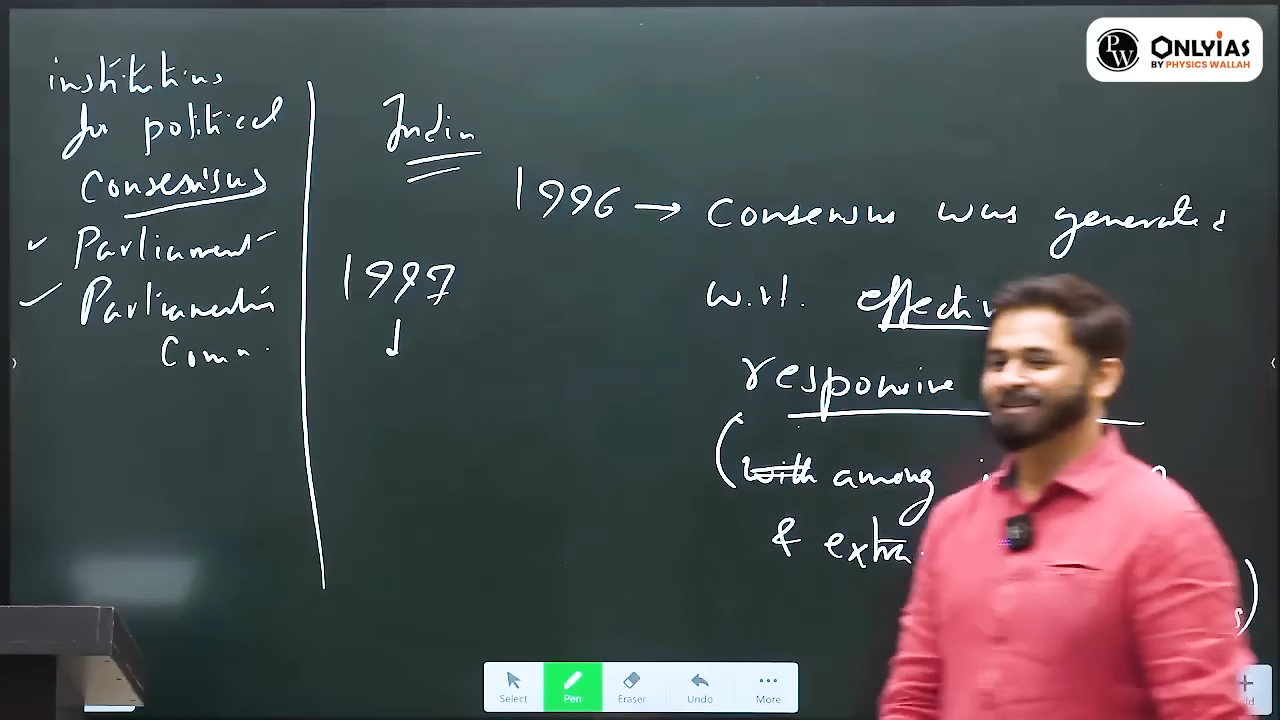 institutions
for political
Consensus
Parliament
Parliamentary
Comm.
India
1996 → Consensus was generated
1997
w.r.t. effectiv
responsive
(with among
& extra
s)
PW
ONLYIAS
BY PHYSICS WALLAH
Select
Pen
Eraser
Undo
More